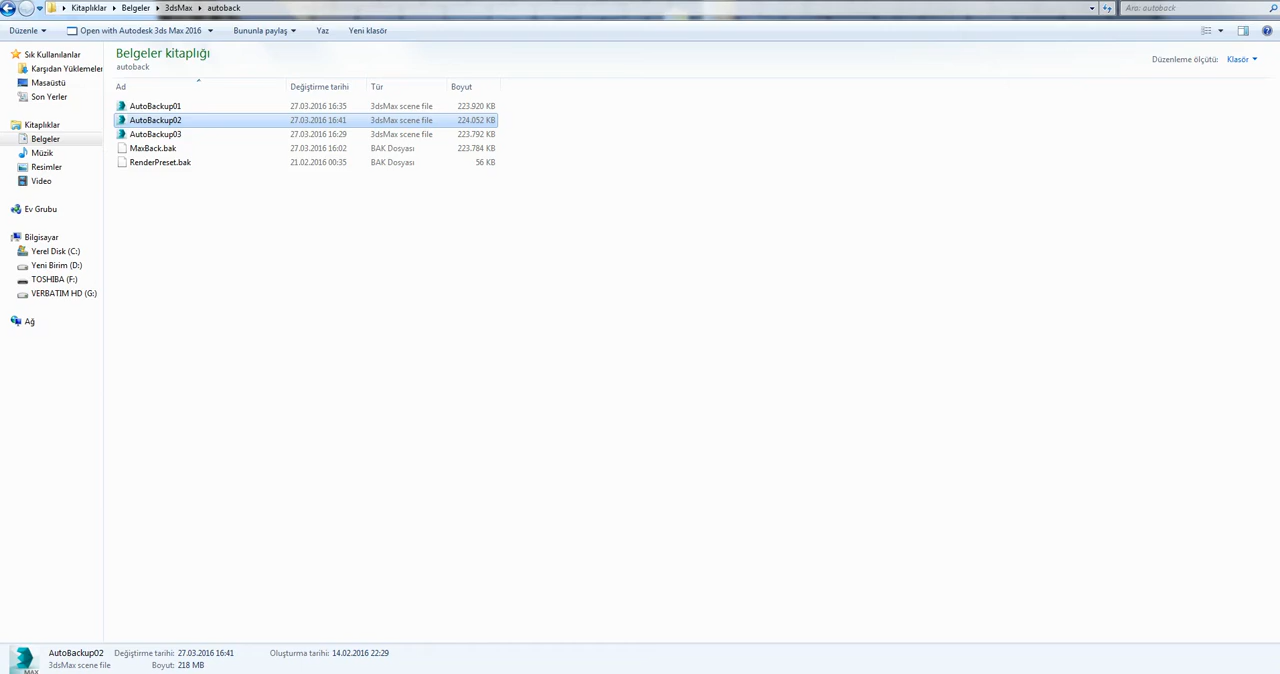 Kitaplıklar Belgeler 3dsMax autoback Ara: autoback
Düzenle Open with Autodesk 3ds Max 2016 Bununla paylaş Yaz Yeni klasör
Sık Kullanılanlar
Karşıdan Yüklemeler
Masaüstü
Son Yerler
Kitaplıklar
Belgeler
Müzik
Resimler
Video
Ev Grubu
Bilgisayar
Yerel Disk (C:)
Yeni Birim (D:)
TOSHIBA (F:)
VERBATIM HD (G:)
Ağ
Belgeler kitaplığı
autoback
Düzenleme ölçütü: Klasör
Ad Değiştirme tarihi Tür Boyut
AutoBackup01 27.03.2016 16:35 3dsMax scene file 223.920 KB
AutoBackup02 27.03.2016 16:41 3dsMax scene file 224.052 KB
AutoBackup03 27.03.2016 16:29 3dsMax scene file 223.792 KB
MaxBack.bak 27.03.2016 16:02 BAK Dosyası 223.784 KB
RenderPreset.bak 21.02.2016 00:35 BAK Dosyası 56 KB
AutoBackup02 Değiştirme tarihi: 27.03.2016 16:41 Oluşturma tarihi: 14.02.2016 22:29
3dsMax scene file Boyut: 218 MB
MAX